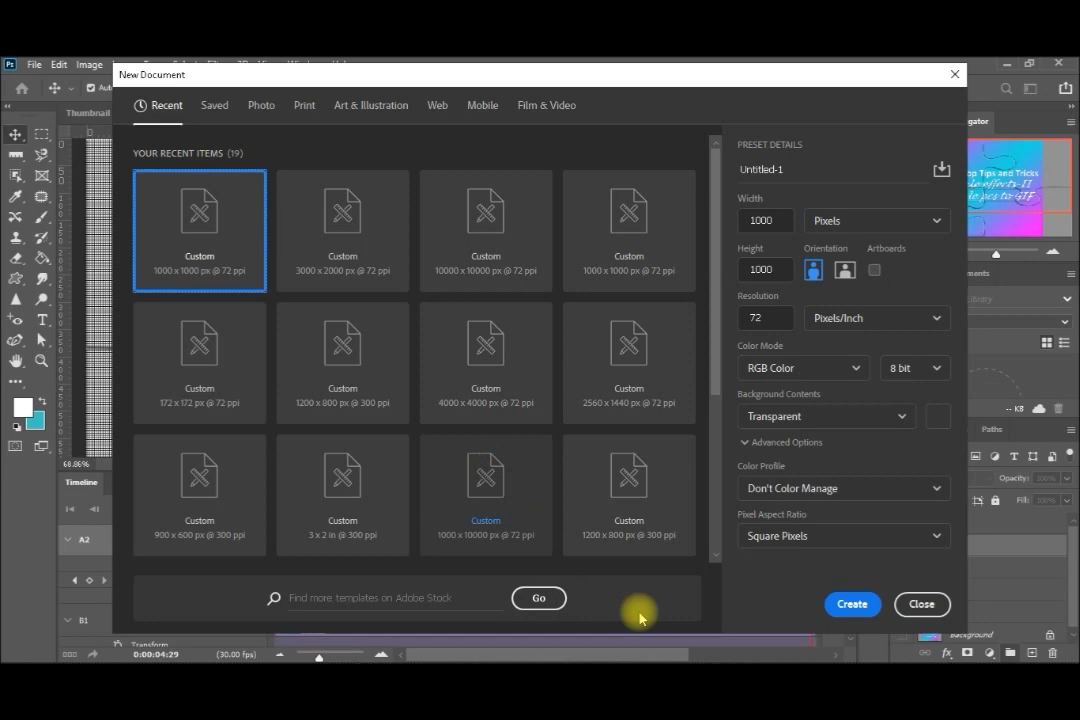 Ps File Edit Image
New Document
Recent Saved Photo Print Art & Illustration Web Mobile Film & Video
Thumbnail
YOUR RECENT ITEMS (19)
Custom
1000 x 1000 px @ 72 ppi
Custom
3000 x 2000 px @ 72 ppi
Custom
10000 x 10000 px @ 72 ppi
Custom
1000 x 1000 px @ 72 ppi
Custom
172 x 172 px @ 72 ppi
Custom
1200 x 800 px @ 300 ppi
Custom
4000 x 4000 px @ 72 ppi
Custom
2560 x 1440 px @ 72 ppi
Custom
900 x 600 px @ 300 ppi
Custom
3 x 2 in @ 300 ppi
Custom
1000 x 10000 px @ 72 ppi
Custom
1200 x 800 px @ 300 ppi
Find more templates on Adobe Stock
Go
PRESET DETAILS
Untitled-1
Width
1000 Pixels
Height Orientation Artboards
1000
Resolution
72 Pixels/Inch
Color Mode
RGB Color 8 bit
Background Contents
Transparent
Advanced Options
Color Profile
Don't Color Manage
Pixel Aspect Ratio
Square Pixels
Create Close
op Tips and Tricks
-- KB
Paths
Opacity: 100%
Fill: 100%
68.86%
Timeline
A2
B1
Transform
Background
0:00:04:29 (30.00 fps)